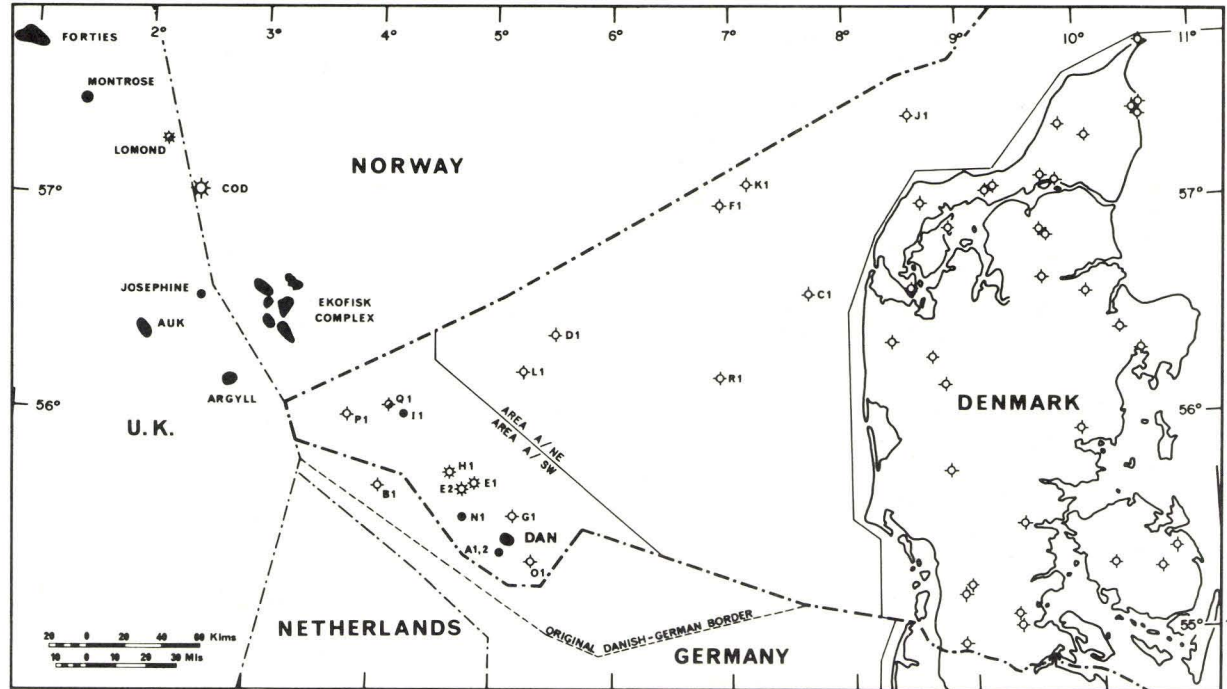 2° 3° 4° 5° 6° 7° 8° 9° 10° 11°
FORTIES
MONTROSE
LOMOND
COD
NORWAY
J1
K1
F1
57°
57°
JOSEPHINE
AUK
EKOFISK
COMPLEX
ARGYLL
C1
D1
L1
R1
56°
56°
U.K.
P1
Q1
I1
AREA A/NE
AREA A/SW
DENMARK
B1
H1
E2
E1
N1
G1
A1,2
DAN
O1
ORIGINAL DANISH-GERMAN BORDER
NETHERLANDS
GERMANY
55°
20 0 20 40 60 Klms
10 0 10 20 30 Mls